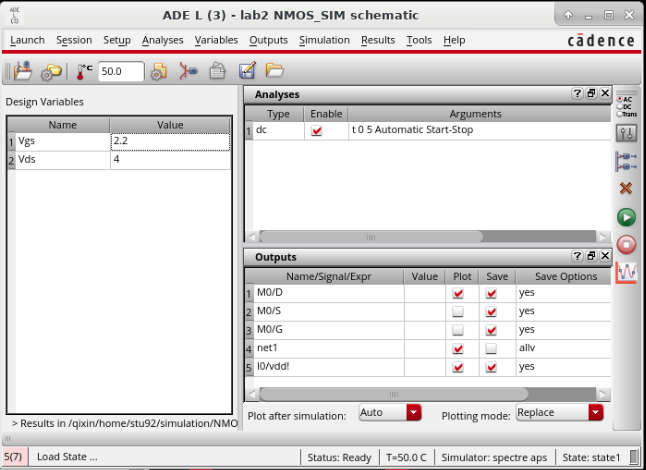 ADE L (3) - lab2 NMOS_SIM schematic
Launch Session Setup Analyses Variables Outputs Simulation Results Tools Help cādence
°C 50.0
Design Variables
Name Value
1 Vgs 2.2
2 Vds 4
> Results in /qixin/home/stu92/simulation/NMO
Analyses
Type Enable Arguments
1 dc t 0 5 Automatic Start-Stop
Outputs
Name/Signal/Expr Value Plot Save Save Options
1 M0/D yes
2 M0/S yes
3 M0/G yes
4 net1 allv
5 I0/vdd! yes
Plot after simulation: Auto Plotting mode: Replace
AC
DC
Trans
5(7) Load State ... Status: Ready T=50.0 C Simulator: spectre aps State: state1